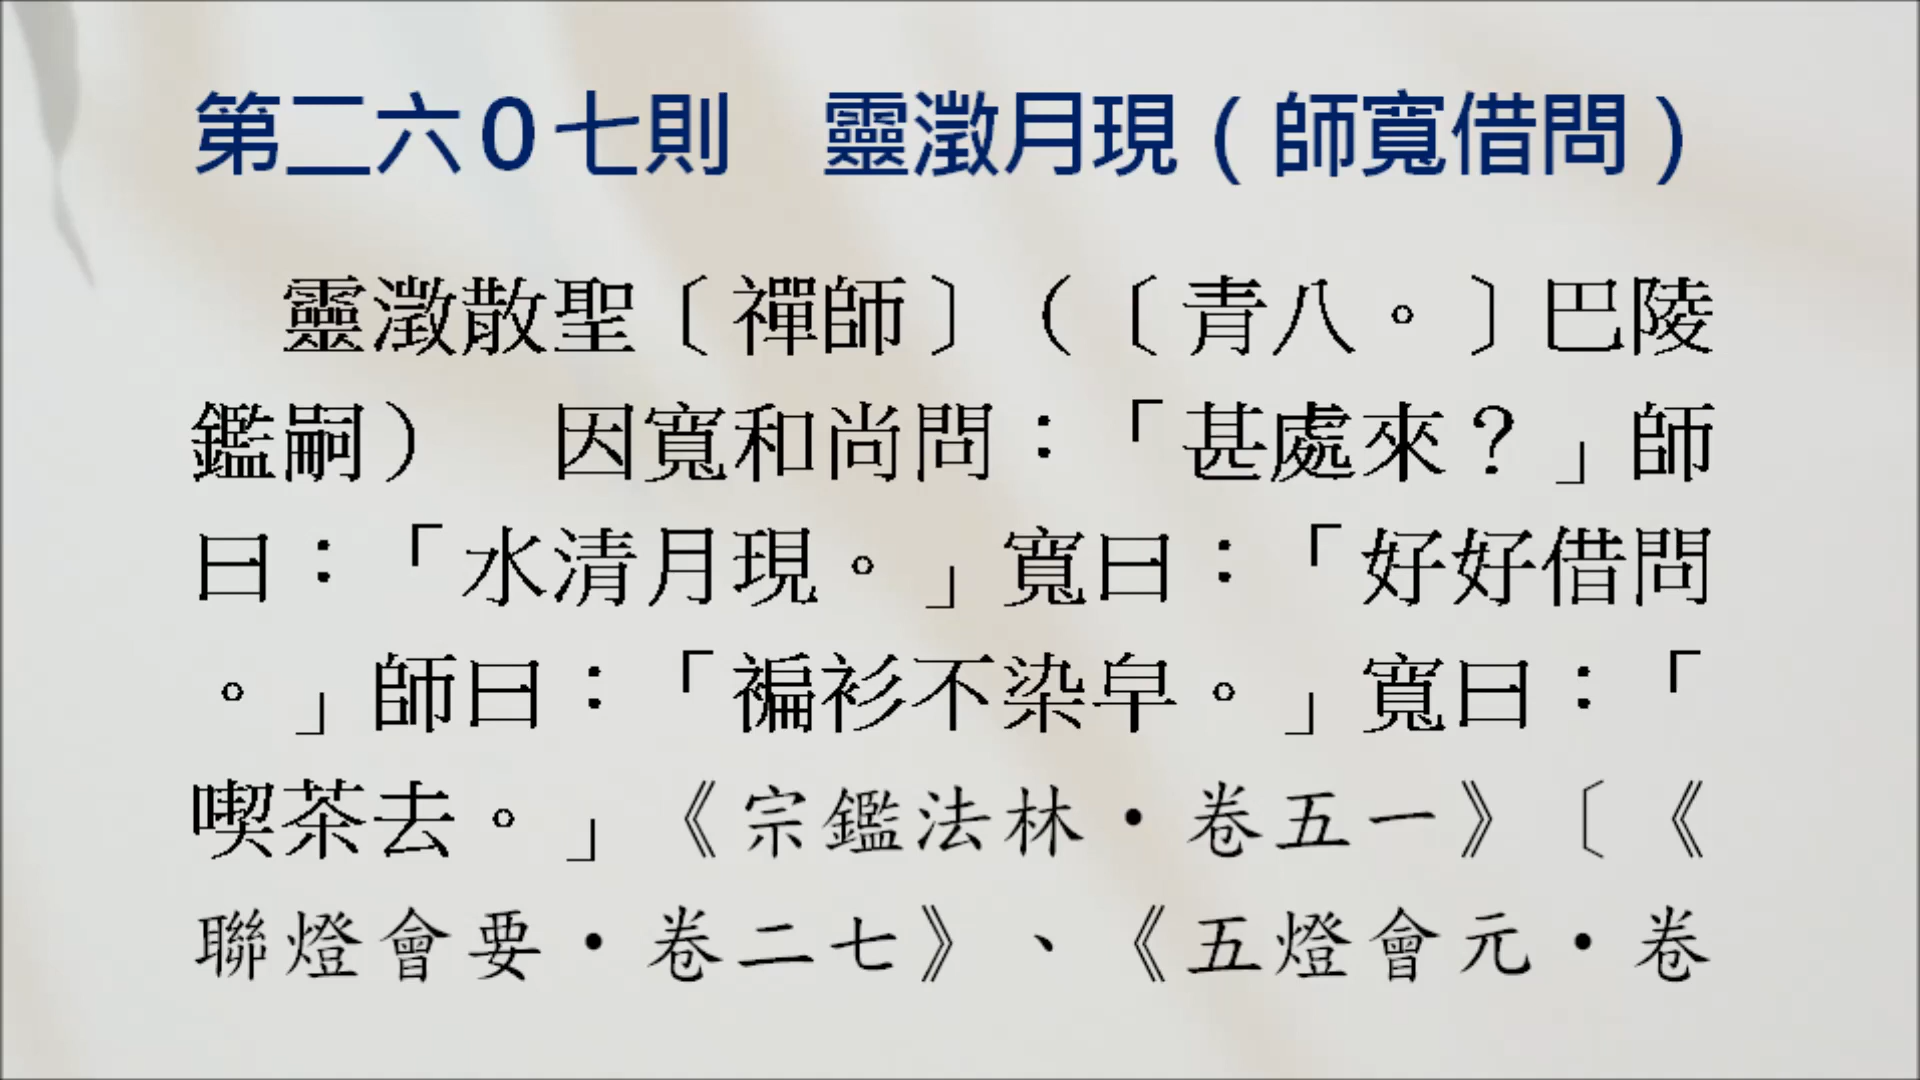 第二六０七則　靈澂月現（師寬借問）
靈澂散聖〔禪師〕（〔青八。〕巴陵
鑑嗣）　因寬和尚問：「甚處來？」師
曰：「水清月現。」寬曰：「好好借問
。」師曰：「褊衫不染皁。」寬曰：「
喫茶去。」《宗鑑法林・卷五一》〔《
聯燈會要・卷二七》、《五燈會元・卷